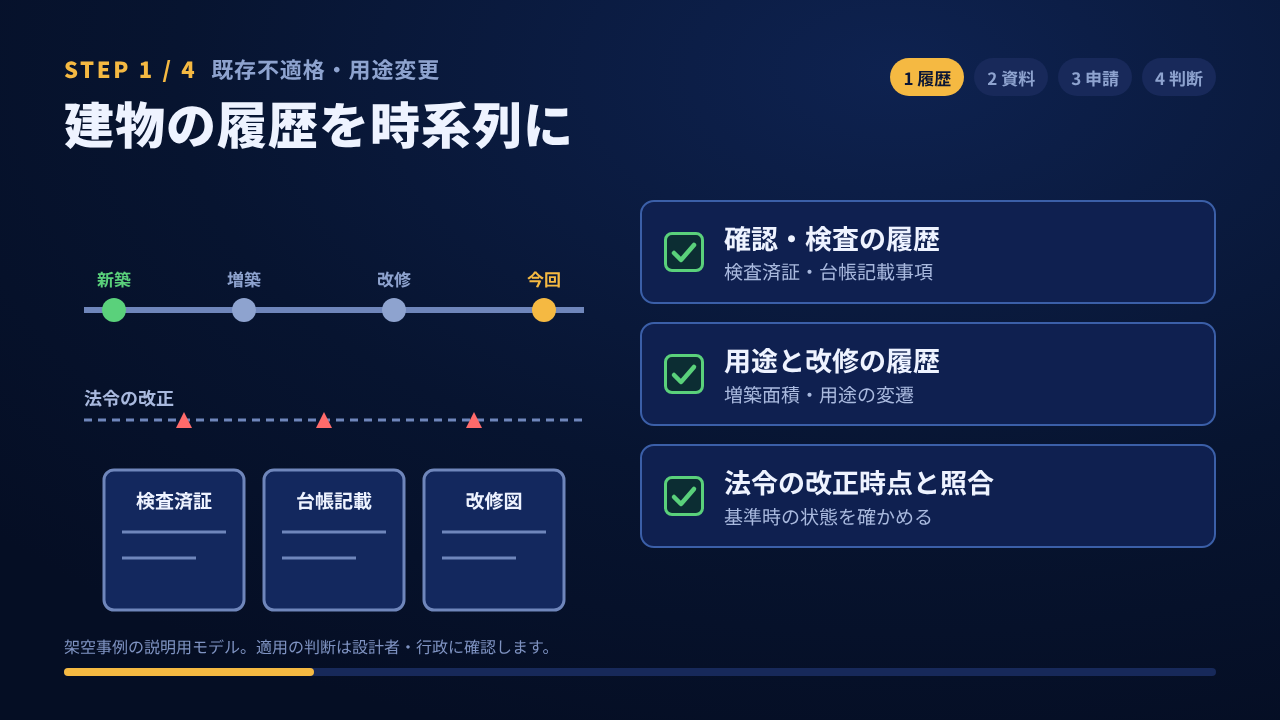 STEP 1 / 4 既存不適格・用途変更
建物の履歴を時系列に
1 履歴
2 資料
3 申請
4 判断
新築
増築
改修
今回
法令の改正
検査済証
台帳記載
改修図
確認・検査の履歴
検査済証・台帳記載事項
用途と改修の履歴
増築面積・用途の変遷
法令の改正時点と照合
基準時の状態を確かめる
架空事例の説明用モデル。適用の判断は設計者・行政に確認します。